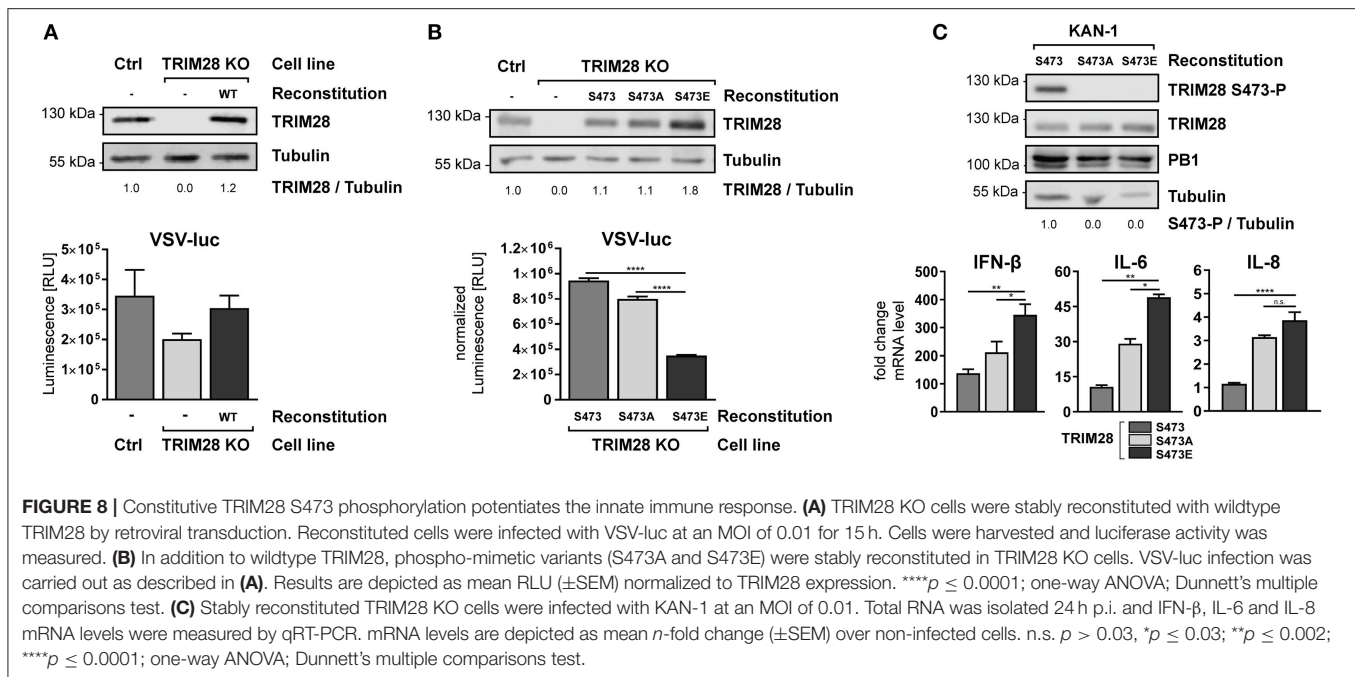 A
Ctrl TRIM28 KO Cell line
- - WT Reconstitution
130 kDa TRIM28
55 kDa Tubulin
1.0 0.0 1.2 TRIM28 / Tubulin
VSV-luc
Luminescence [RLU]
5×10⁵
4×10⁵
3×10⁵
2×10⁵
1×10⁵
0
- - WT Reconstitution
Ctrl TRIM28 KO Cell line
B
Ctrl TRIM28 KO Cell line
- - S473 S473A S473E Reconstitution
130 kDa TRIM28
55 kDa Tubulin
1.0 0.0 1.1 1.1 1.8 TRIM28 / Tubulin
VSV-luc
normalized
Luminescence [RLU]
1.2×10⁶
1×10⁶
8×10⁵
6×10⁵
4×10⁵
2×10⁵
0
****
****
S473 S473A S473E Reconstitution
TRIM28 KO Cell line
C
KAN-1
S473 S473A S473E Reconstitution
130 kDa TRIM28 S473-P
130 kDa TRIM28
100 kDa PB1
55 kDa Tubulin
1.0 0.0 0.0 S473-P / Tubulin
fold change
mRNA level
IFN-β
500
400
300
200
100
0
**
*
IL-6
60
45
30
15
0
**
*
IL-8
6
5
4
3
2
1
0
****
n.s.
TRIM28
S473
S473A
S473E
FIGURE 8 | Constitutive TRIM28 S473 phosphorylation potentiates the innate immune response. (A) TRIM28 KO cells were stably reconstituted with wildtype
TRIM28 by retroviral transduction. Reconstituted cells were infected with VSV-luc at an MOI of 0.01 for 15 h. Cells were harvested and luciferase activity was
measured. (B) In addition to wildtype TRIM28, phospho-mimetic variants (S473A and S473E) were stably reconstituted in TRIM28 KO cells. VSV-luc infection was
carried out as described in (A). Results are depicted as mean RLU (±SEM) normalized to TRIM28 expression. ****p ≤ 0.0001; one-way ANOVA; Dunnett's multiple
comparisons test. (C) Stably reconstituted TRIM28 KO cells were infected with KAN-1 at an MOI of 0.01. Total RNA was isolated 24 h p.i. and IFN-β, IL-6 and IL-8
mRNA levels were measured by qRT-PCR. mRNA levels are depicted as mean n-fold change (±SEM) over non-infected cells. n.s. p > 0.03, *p ≤ 0.03; **p ≤ 0.002;
****p ≤ 0.0001; one-way ANOVA; Dunnett's multiple comparisons test.